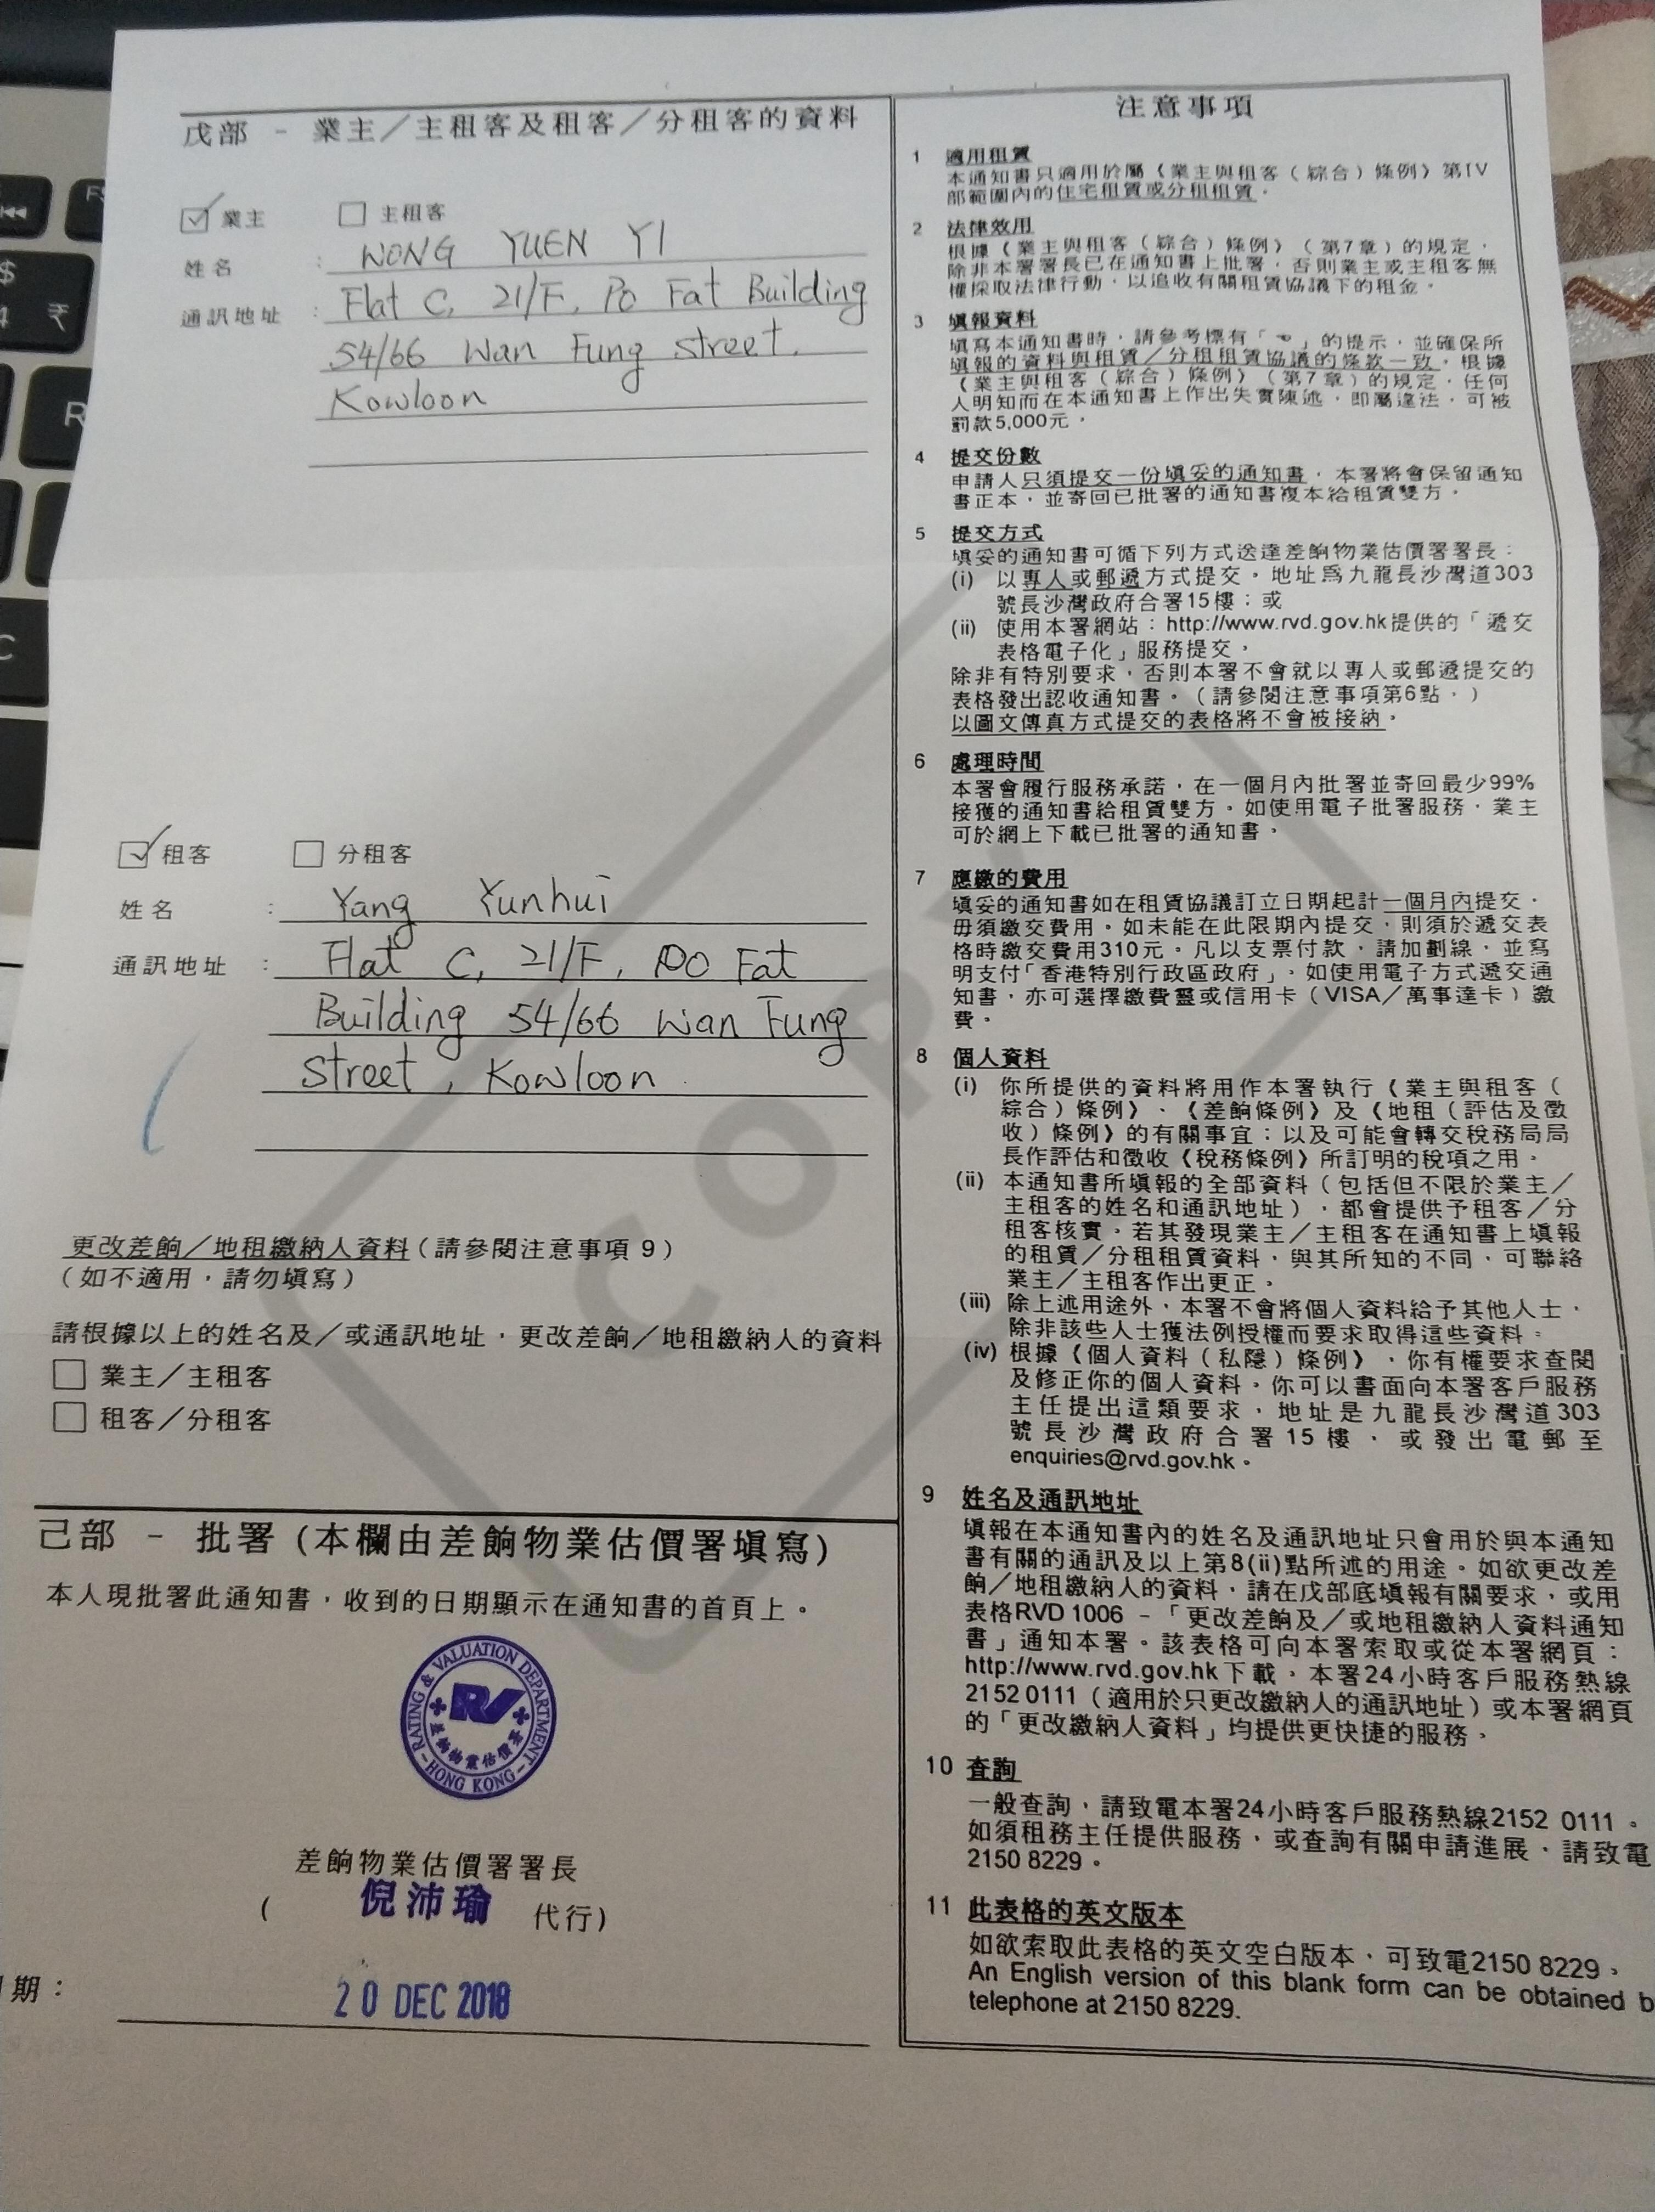 戊部 - 業主／主租客及租客／分租客的資料
業主 主租客
姓名 : WONG YUEN YI
通訊地址 : Flat C, 21/F, Po Fat Building
54/66 Wan Fung street,
Kowloon
租客 分租客
姓名 : Yang Yunhui
通訊地址 : Flat C, 21/F, PO Fat
Building 54/66 Wan Fung
Street, Kowloon
更改差餉／地租繳納人資料（請參閱注意事項 9）
（如不適用，請勿填寫）
請根據以上的姓名及／或通訊地址，更改差餉／地租繳納人的資料
業主／主租客
租客／分租客
己部 - 批署 (本欄由差餉物業估價署填寫)
本人現批署此通知書，收到的日期顯示在通知書的首頁上。
RATING & VALUATION DEPARTMENT
RV
差餉物業估價署
HONG KONG
差餉物業估價署署長
( 倪沛瑜 代行)
期： 20 DEC 2018
COPY
注意事項
1 適用租賃
本通知書只適用於屬《業主與租客（綜合）條例》第IV
部範圍內的住宅租賃或分租租賃。
2 法律效用
根據《業主與租客（綜合）條例》（第7章）的規定，
除非本署署長已在通知書上批署，否則業主或主租客無
權採取法律行動，以追收有關租賃協議下的租金。
3 填報資料
填寫本通知書時，請參考標有「☜」的提示，並確保所
填報的資料與租賃／分租租賃協議的條款一致。根據
《業主與租客（綜合）條例》（第7章）的規定，任何
人明知而在本通知書上作出失實陳述，即屬違法，可被
罰款5,000元。
4 提交份數
申請人只須提交一份填妥的通知書，本署將會保留通知
書正本，並寄回已批署的通知書複本給租賃雙方。
5 提交方式
填妥的通知書可循下列方式送達差餉物業估價署署長：
(i) 以專人或郵遞方式提交。地址為九龍長沙灣道303
號長沙灣政府合署15樓；或
(ii) 使用本署網站：http://www.rvd.gov.hk提供的「遞交
表格電子化」服務提交。
除非有特別要求，否則本署不會就以專人或郵遞提交的
表格發出認收通知書。（請參閱注意事項第6點。）
以圖文傳真方式提交的表格將不會被接納。
6 處理時間
本署會履行服務承諾，在一個月內批署並寄回最少99%
接獲的通知書給租賃雙方。如使用電子批署服務，業主
可於網上下載已批署的通知書。
7 應繳的費用
填妥的通知書如在租賃協議訂立日期起計一個月內提交，
毋須繳交費用。如未能在此限期內提交，則須於遞交表
格時繳交費用310元。凡以支票付款，請加劃線，並寫
明支付「香港特別行政區政府」。如使用電子方式遞交通
知書，亦可選擇繳費靈或信用卡（VISA／萬事達卡）繳
費。
8 個人資料
(i) 你所提供的資料將用作本署執行《業主與租客（
綜合）條例》、《差餉條例》及《地租（評估及徵
收）條例》的有關事宜；以及可能會轉交稅務局局
長作評估和徵收《稅務條例》所訂明的稅項之用。
(ii) 本通知書所填報的全部資料（包括但不限於業主／
主租客的姓名和通訊地址），都會提供予租客／分
租客核實。若其發現業主／主租客在通知書上填報
的租賃／分租租賃資料，與其所知的不同，可聯絡
業主／主租客作出更正。
(iii) 除上述用途外，本署不會將個人資料給予其他人士，
除非該些人士獲法例授權而要求取得這些資料。
(iv) 根據《個人資料（私隱）條例》，你有權要求查閱
及修正你的個人資料。你可以書面向本署客戶服務
主任提出這類要求，地址是九龍長沙灣道303
號長沙灣政府合署15樓，或發出電郵至
enquiries@rvd.gov.hk。
9 姓名及通訊地址
填報在本通知書內的姓名及通訊地址只會用於與本通知
書有關的通訊及以上第8(ii)點所述的用途。如欲更改差
餉／地租繳納人的資料，請在戊部底填報有關要求，或用
表格RVD 1006 -「更改差餉及／或地租繳納人資料通知
書」通知本署。該表格可向本署索取或從本署網頁：
http://www.rvd.gov.hk下載。本署24小時客戶服務熱線
2152 0111（適用於只更改繳納人的通訊地址）或本署網頁
的「更改繳納人資料」均提供更快捷的服務。
10 查詢
一般查詢，請致電本署24小時客戶服務熱線2152 0111。
如須租務主任提供服務，或查詢有關申請進展，請致電
2150 8229。
11 此表格的英文版本
如欲索取此表格的英文空白版本，可致電2150 8229。
An English version of this blank form can be obtained b
telephone at 2150 8229.